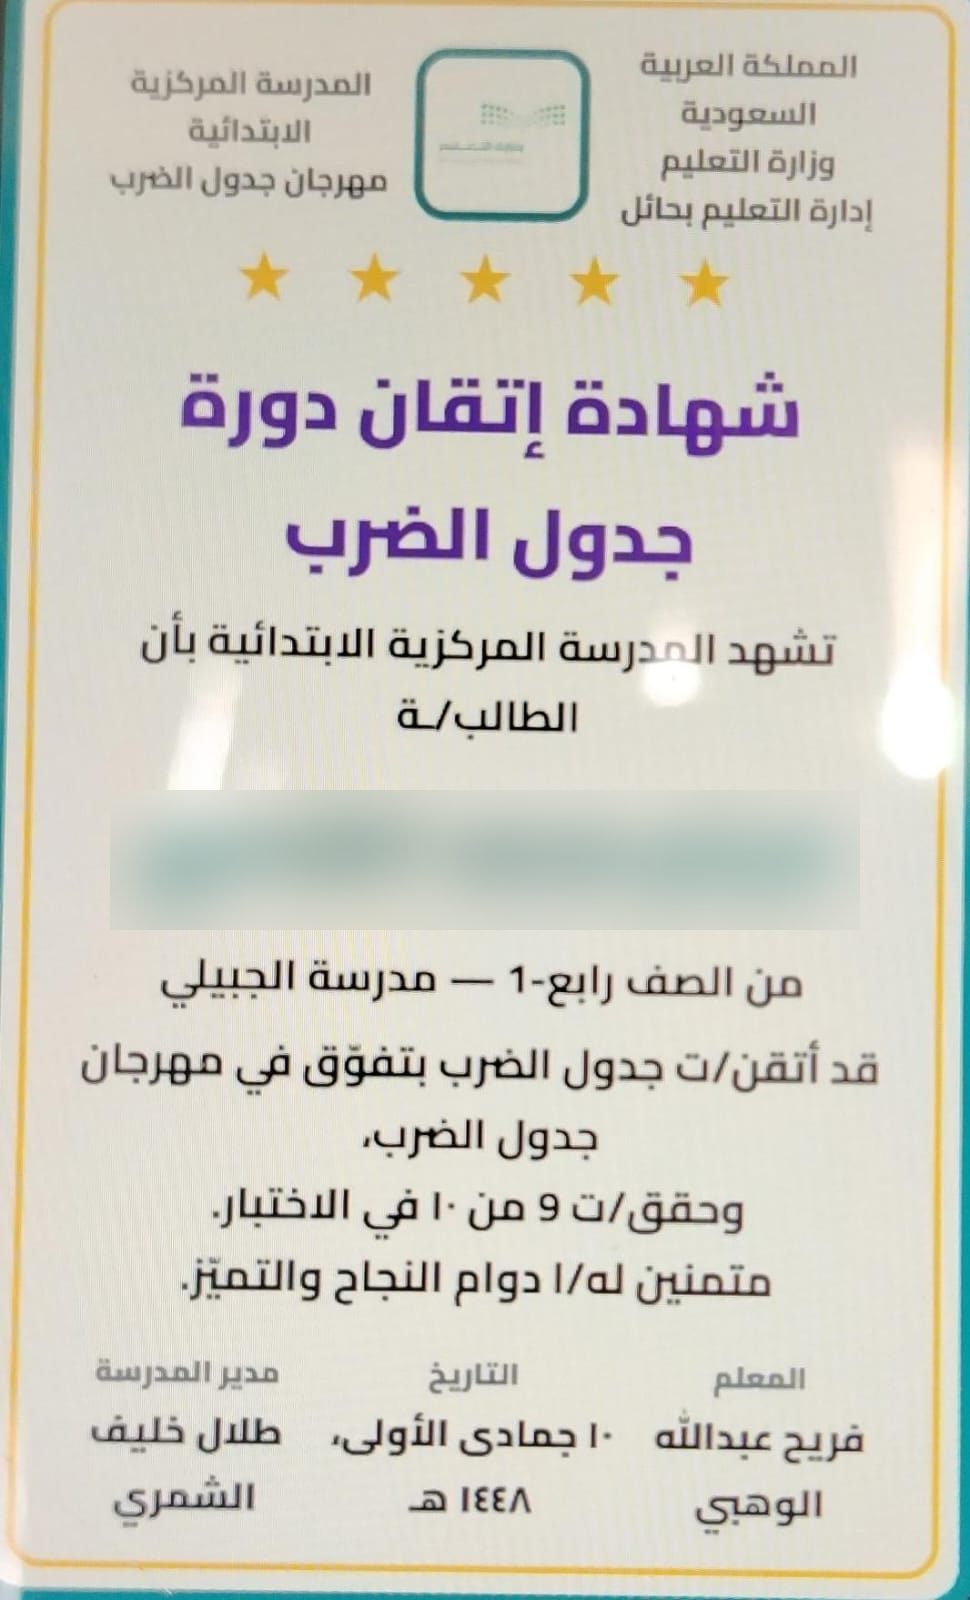 المملكة العربية
السعودية
وزارة التعليم
إدارة التعليم بحائل
المدرسة المركزية
الابتدائية
مهرجان جدول الضرب
شهادة إتقان دورة
جدول الضرب
تشهد المدرسة المركزية الابتدائية بأن
الطالب/ـة
من الصف رابع-1 — مدرسة الجبيلي
قد أتقن/ت جدول الضرب بتفوّق في مهرجان
جدول الضرب،
وحقق/ت 9 من ١٠ في الاختبار.
متمنين له/ا دوام النجاح والتميّز.
المعلم
فريح عبدالله
الوهبي
التاريخ
١٠ جمادى الأولى،
١٤٤٨ هـ
مدير المدرسة
طلال خليف
الشمري